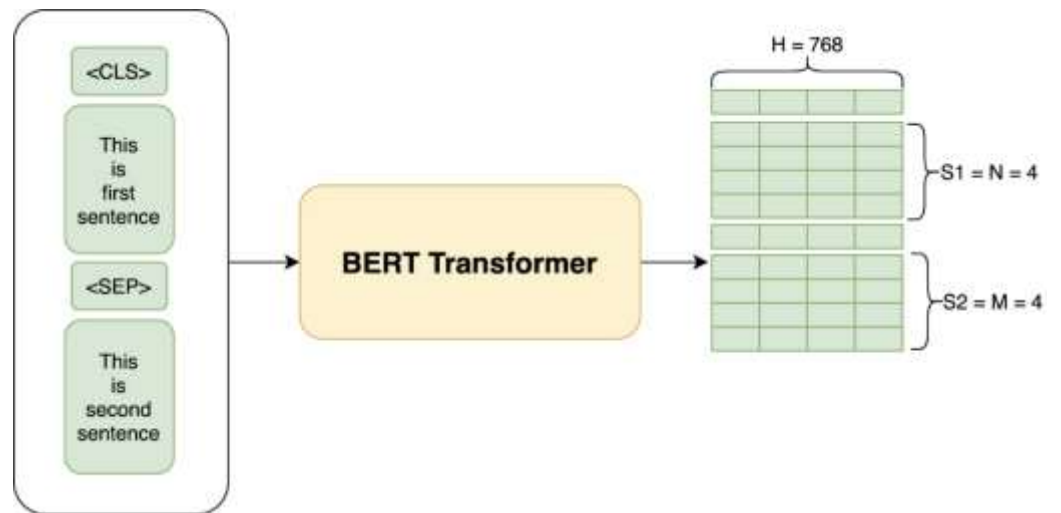 <CLS>
This
is
first
sentence
<SEP>
This
is
second
sentence
BERT Transformer
H = 768
S1 = N = 4
S2 = M = 4